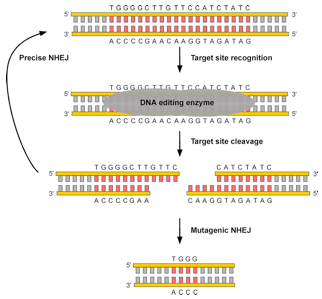 TGGGGCTTGTTCCATCTATC
5' 3'
3' 5'
ACCCCGAACAAGGTAGATAG
Precise NHEJ
Target site recognition
TGGGGCTTGTTCCATCTATC
5' 3'
DNA editing enzyme
3' 5'
ACCCCGAACAAGGTAGATAG
Target site cleavage
TGGGGCTTGTTC CATCTATC
5' 3'
3' 5'
ACCCCGAA CAAGGTAGATAG
Mutagenic NHEJ
TGGG
5' 3'
3' 5'
ACCC